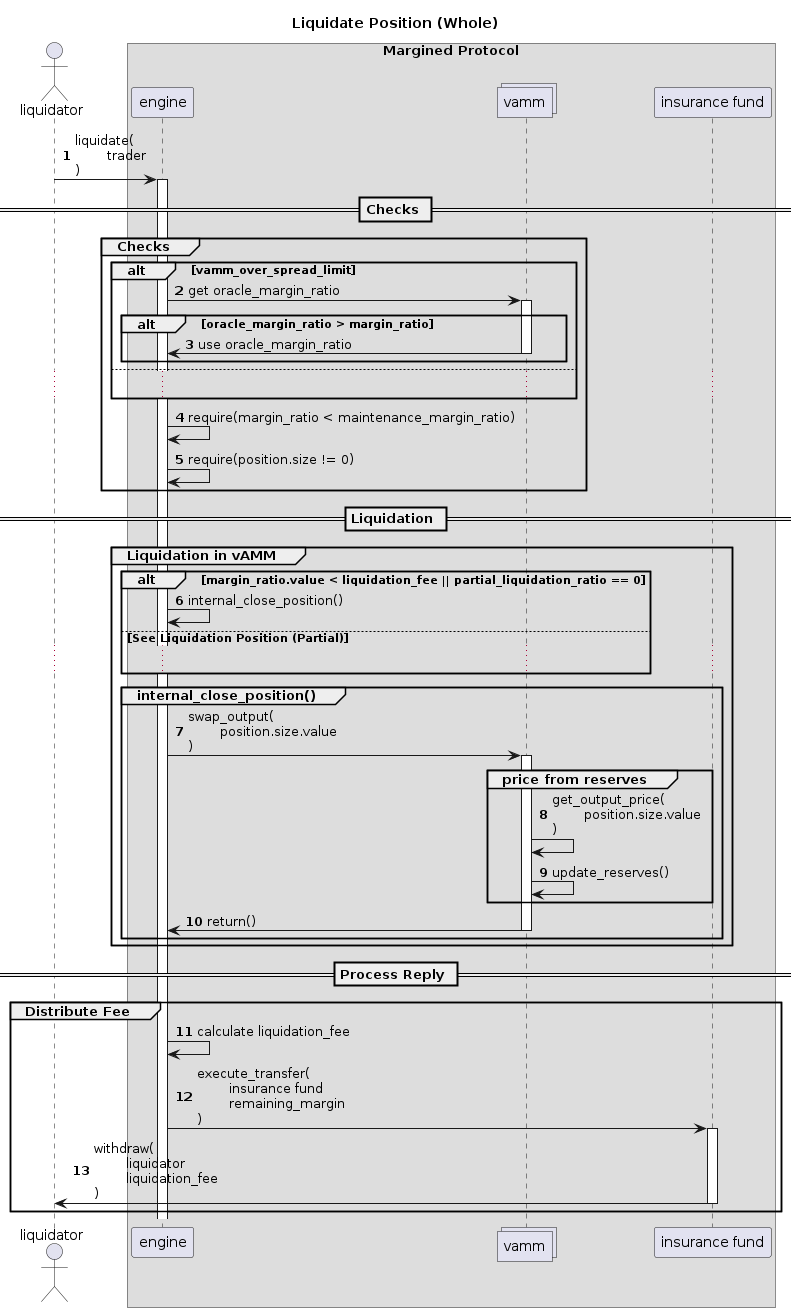 Liquidate Position (Whole)
Margined Protocol
liquidator
engine
vamm
insurance fund
1 liquidate(
trader
)
Checks
Checks
alt [vamm_over_spread_limit]
2 get oracle_margin_ratio
alt [oracle_margin_ratio > margin_ratio]
3 use oracle_margin_ratio
4 require(margin_ratio < maintenance_margin_ratio)
5 require(position.size != 0)
Liquidation
Liquidation in vAMM
alt [margin_ratio.value < liquidation_fee || partial_liquidation_ratio == 0]
6 internal_close_position()
[See Liquidation Position (Partial)]
internal_close_position()
7 swap_output(
position.size.value
)
price from reserves
8 get_output_price(
position.size.value
)
9 update_reserves()
10 return()
Process Reply
Distribute Fee
11 calculate liquidation_fee
12 execute_transfer(
insurance fund
remaining_margin
)
13 withdraw(
liquidator
liquidation_fee
)
liquidator
engine
vamm
insurance fund